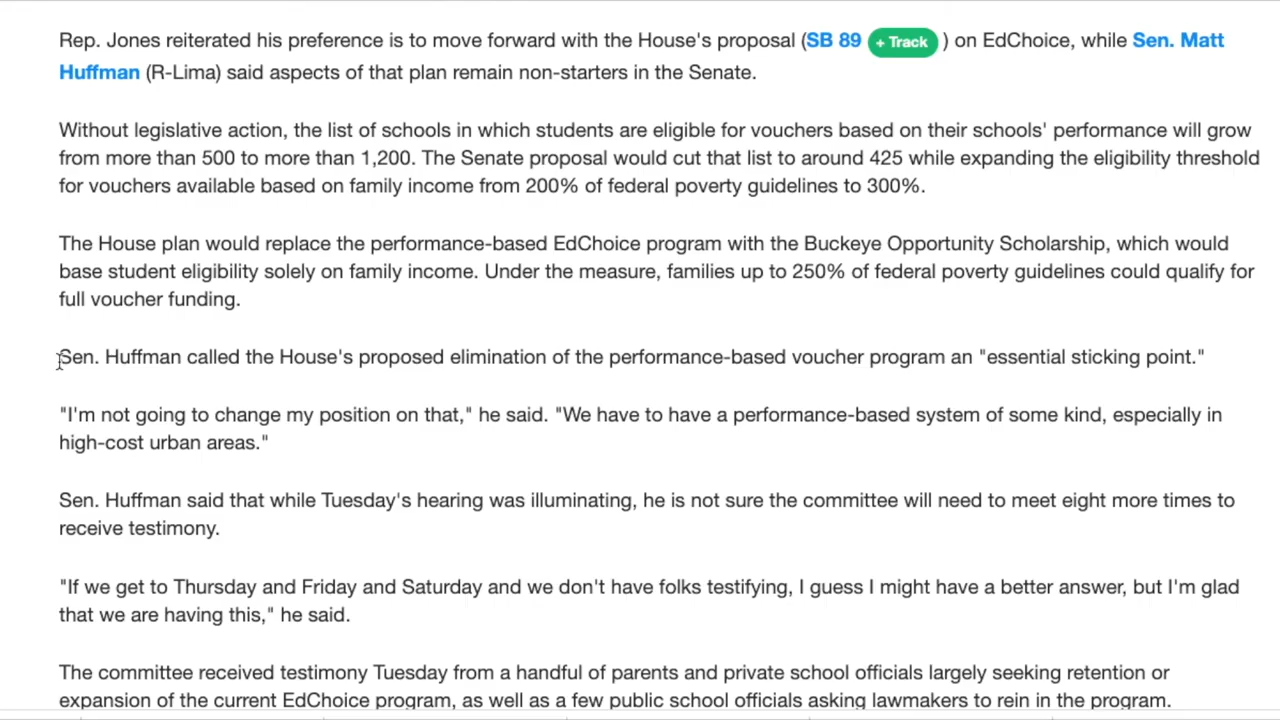 Rep. Jones reiterated his preference is to move forward with the House's proposal (SB 89 + Track ) on EdChoice, while Sen. Matt
Huffman (R-Lima) said aspects of that plan remain non-starters in the Senate.
Without legislative action, the list of schools in which students are eligible for vouchers based on their schools' performance will grow
from more than 500 to more than 1,200. The Senate proposal would cut that list to around 425 while expanding the eligibility threshold
for vouchers available based on family income from 200% of federal poverty guidelines to 300%.
The House plan would replace the performance-based EdChoice program with the Buckeye Opportunity Scholarship, which would
base student eligibility solely on family income. Under the measure, families up to 250% of federal poverty guidelines could qualify for
full voucher funding.
Sen. Huffman called the House's proposed elimination of the performance-based voucher program an "essential sticking point."
"I'm not going to change my position on that," he said. "We have to have a performance-based system of some kind, especially in
high-cost urban areas."
Sen. Huffman said that while Tuesday's hearing was illuminating, he is not sure the committee will need to meet eight more times to
receive testimony.
"If we get to Thursday and Friday and Saturday and we don't have folks testifying, I guess I might have a better answer, but I'm glad
that we are having this," he said.
The committee received testimony Tuesday from a handful of parents and private school officials largely seeking retention or
expansion of the current EdChoice program, as well as a few public school officials asking lawmakers to rein in the program.